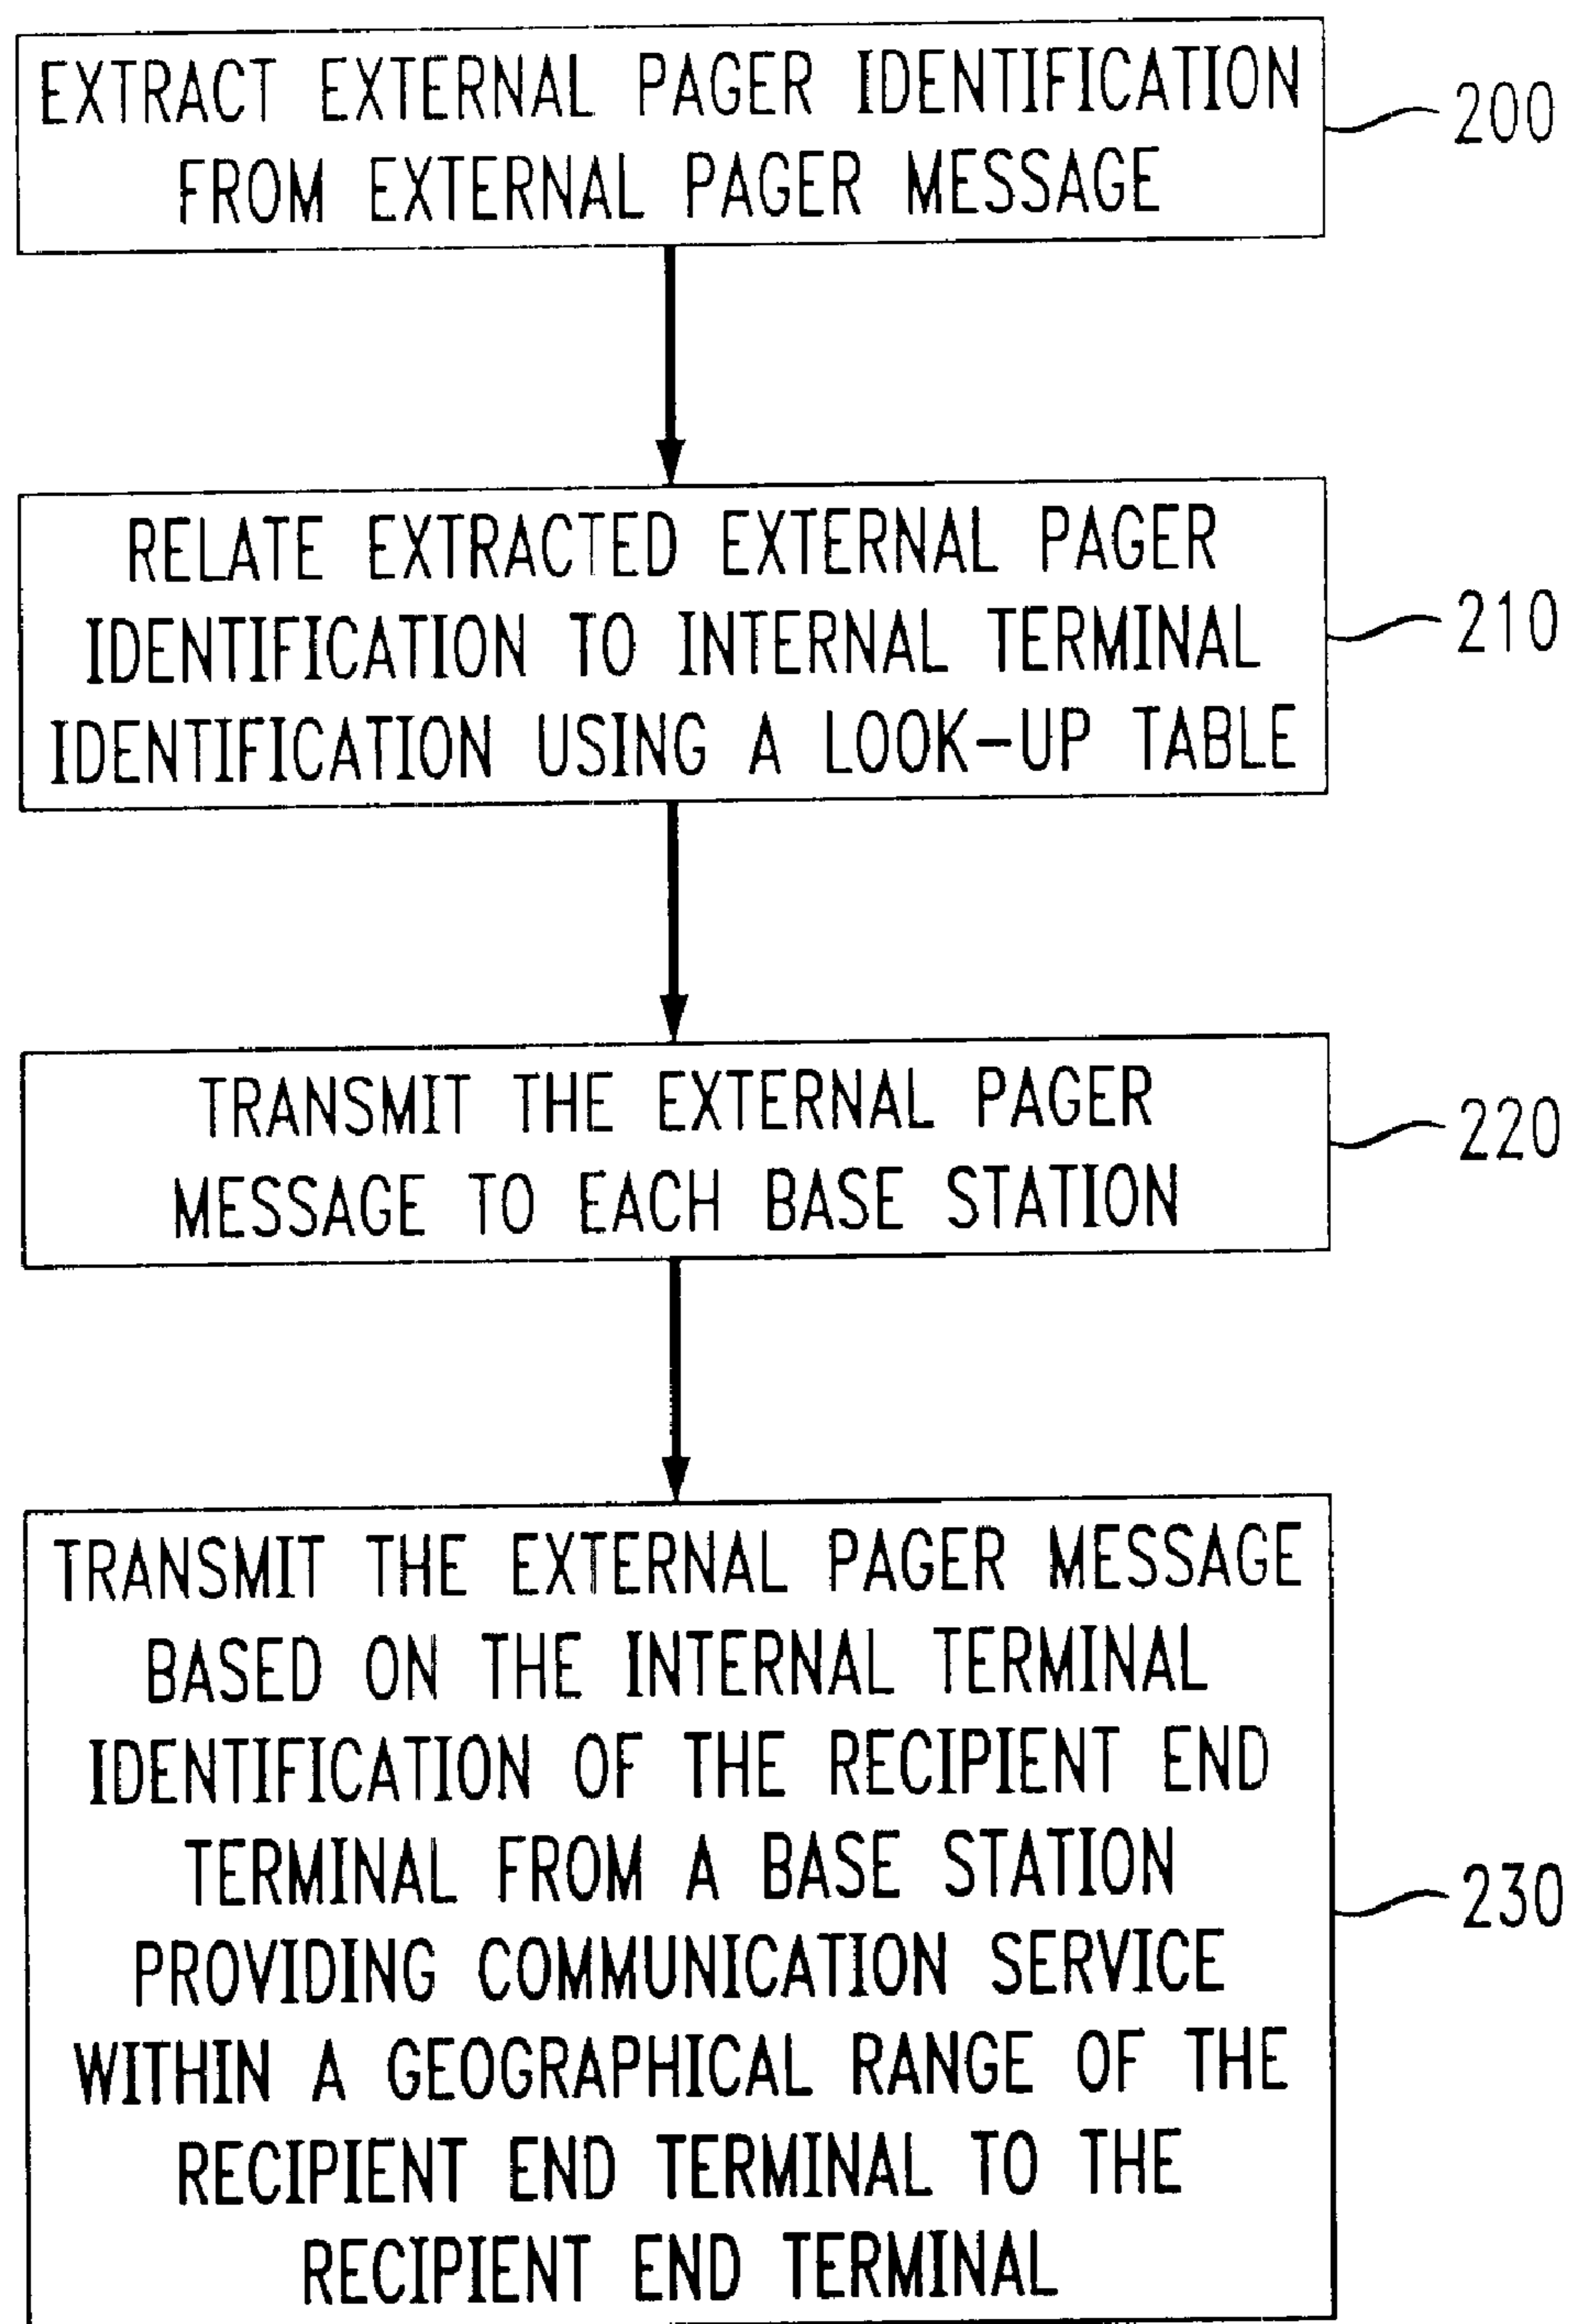 EXTRACT EXTERNAL PAGER IDENTIFICATION
FROM EXTERNAL PAGER MESSAGE
200
RELATE EXTRACTED EXTERNAL PAGER
IDENTIFICATION TO INTERNAL TERMINAL
IDENTIFICATION USING A LOOK-UP TABLE
210
TRANSMIT THE EXTERNAL PAGER
MESSAGE TO EACH BASE STATION
220
TRANSMIT THE EXTERNAL PAGER MESSAGE
BASED ON THE INTERNAL TERMINAL
IDENTIFICATION OF THE RECIPIENT END
TERMINAL FROM A BASE STATION
PROVIDING COMMUNICATION SERVICE
WITHIN A GEOGRAPHICAL RANGE OF THE
RECIPIENT END TERMINAL TO THE
RECIPIENT END TERMINAL
230